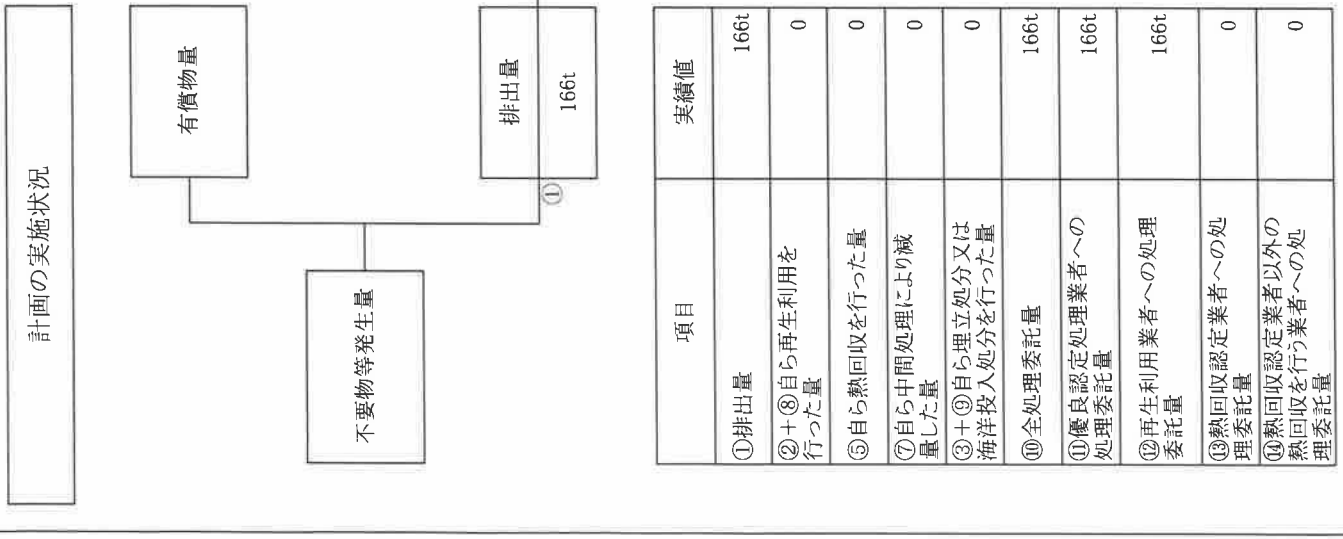 計画の実施状況
不要物等発生量
有償物量
①
排出量
166t
項目
実績値
①排出量
166t
②+⑧自ら再生利用を
行った量
0
⑤自ら熱回収を行った量
0
⑦自ら中間処理により減
量した量
0
③+⑨自ら埋立処分又は
海洋投入処分を行った量
0
⑩全処理委託量
166t
⑪優良認定処理業者への
処理委託量
166t
⑫再生利用業者への処理
委託量
166t
⑬熱回収認定業者への処
理委託量
0
⑭熱回収認定業者以外の
熱回収を行う業者への処
理委託量
0